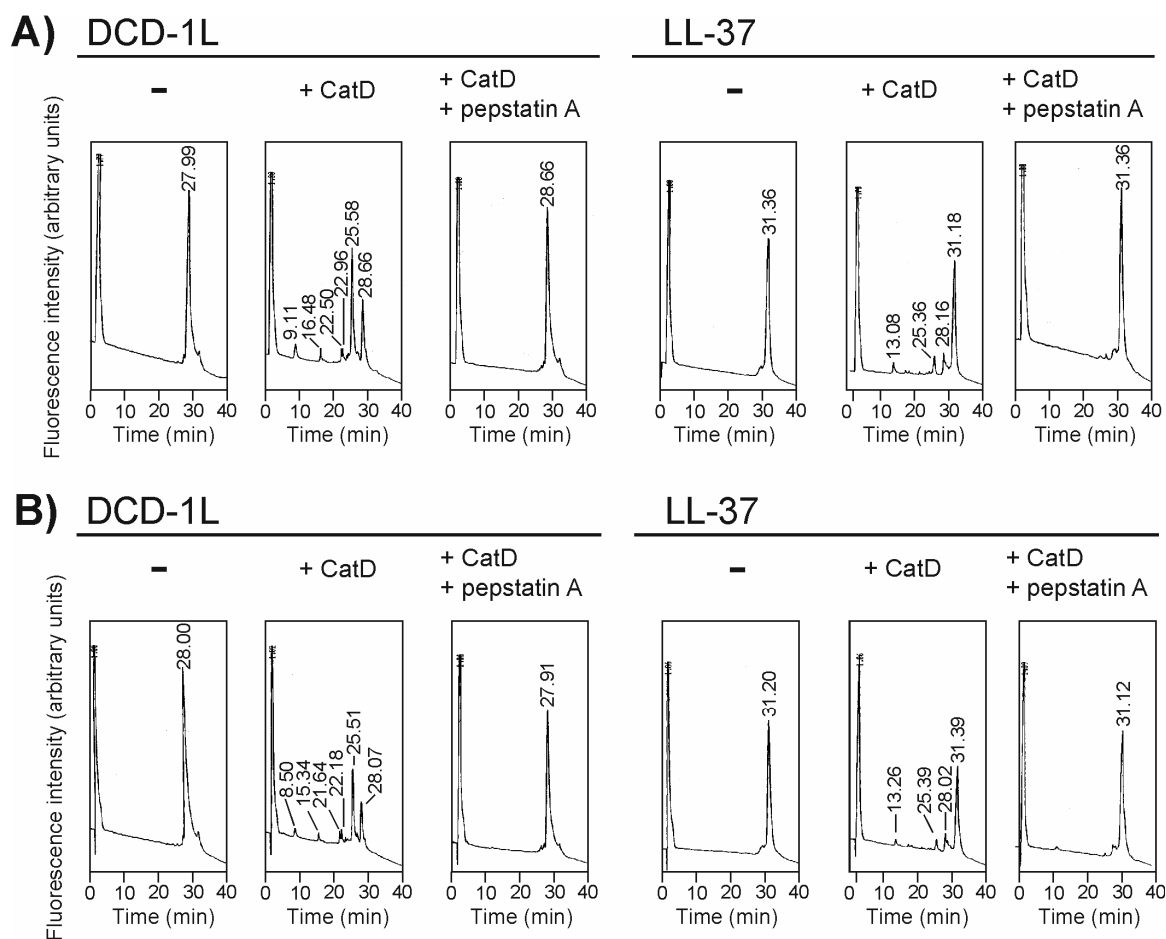 A)
DCD-1L
LL-37
–
+ CatD
+ CatD
+ pepstatin A
–
+ CatD
+ CatD
+ pepstatin A
Fluorescence intensity (arbitrary units)
27.99
9.11
16.48
22.50
22.96
25.58
28.66
28.66
31.36
13.08
25.36
28.16
31.18
31.36
0 10 20 30 40
0 10 20 30 40
0 10 20 30 40
0 10 20 30 40
0 10 20 30 40
0 10 20 30 40
Time (min)
Time (min)
Time (min)
Time (min)
Time (min)
Time (min)
B)
DCD-1L
LL-37
–
+ CatD
+ CatD
+ pepstatin A
–
+ CatD
+ CatD
+ pepstatin A
Fluorescence intensity (arbitrary units)
28.00
8.50
15.34
21.64
22.18
25.51
28.07
27.91
31.20
13.26
25.39
28.02
31.39
31.12
0 10 20 30 40
0 10 20 30 40
0 10 20 30 40
0 10 20 30 40
0 10 20 30 40
0 10 20 30 40
Time (min)
Time (min)
Time (min)
Time (min)
Time (min)
Time (min)